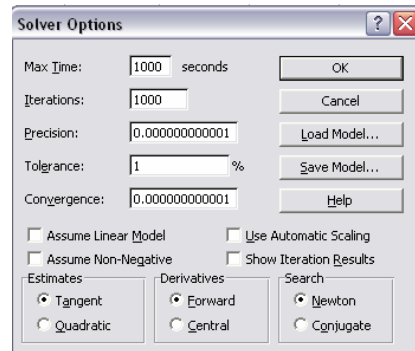 Solver Options
Max Time: 1000 seconds OK
Iterations: 1000 Cancel
Precision: 0.000000000001 Load Model...
Tolerance: 1 % Save Model...
Convergence: 0.000000000001 Help
Assume Linear Model Use Automatic Scaling
Assume Non-Negative Show Iteration Results
Estimates Derivatives Search
Tangent Forward Newton
Quadratic Central Conjugate